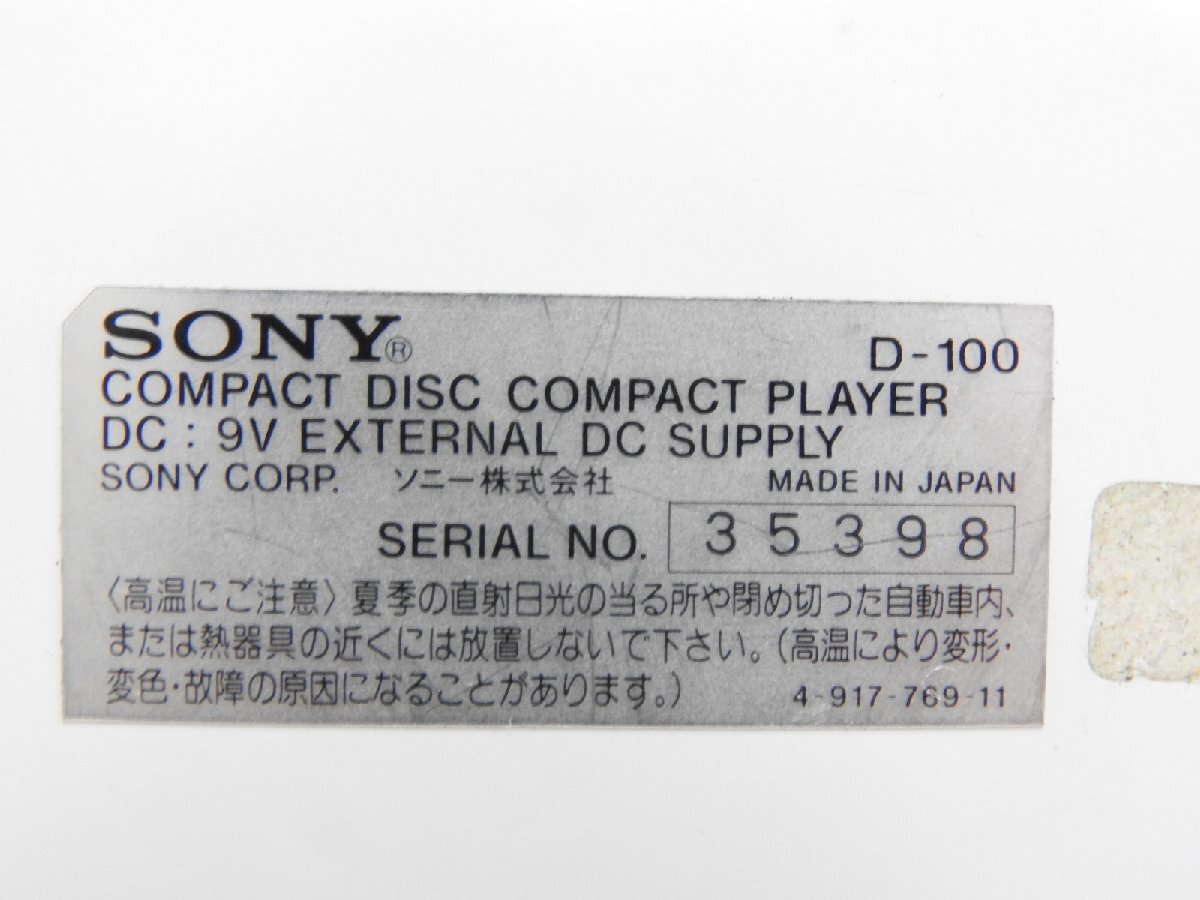 SONY®
D-100
COMPACT DISC COMPACT PLAYER
DC : 9V EXTERNAL DC SUPPLY
SONY CORP. ソニー株式会社 MADE IN JAPAN
SERIAL NO. 35398
〈高温にご注意〉夏季の直射日光の当る所や閉め切った自動車内、
または熱器具の近くには放置しないで下さい。(高温により変形・
変色・故障の原因になることがあります。) 4-917-769-11